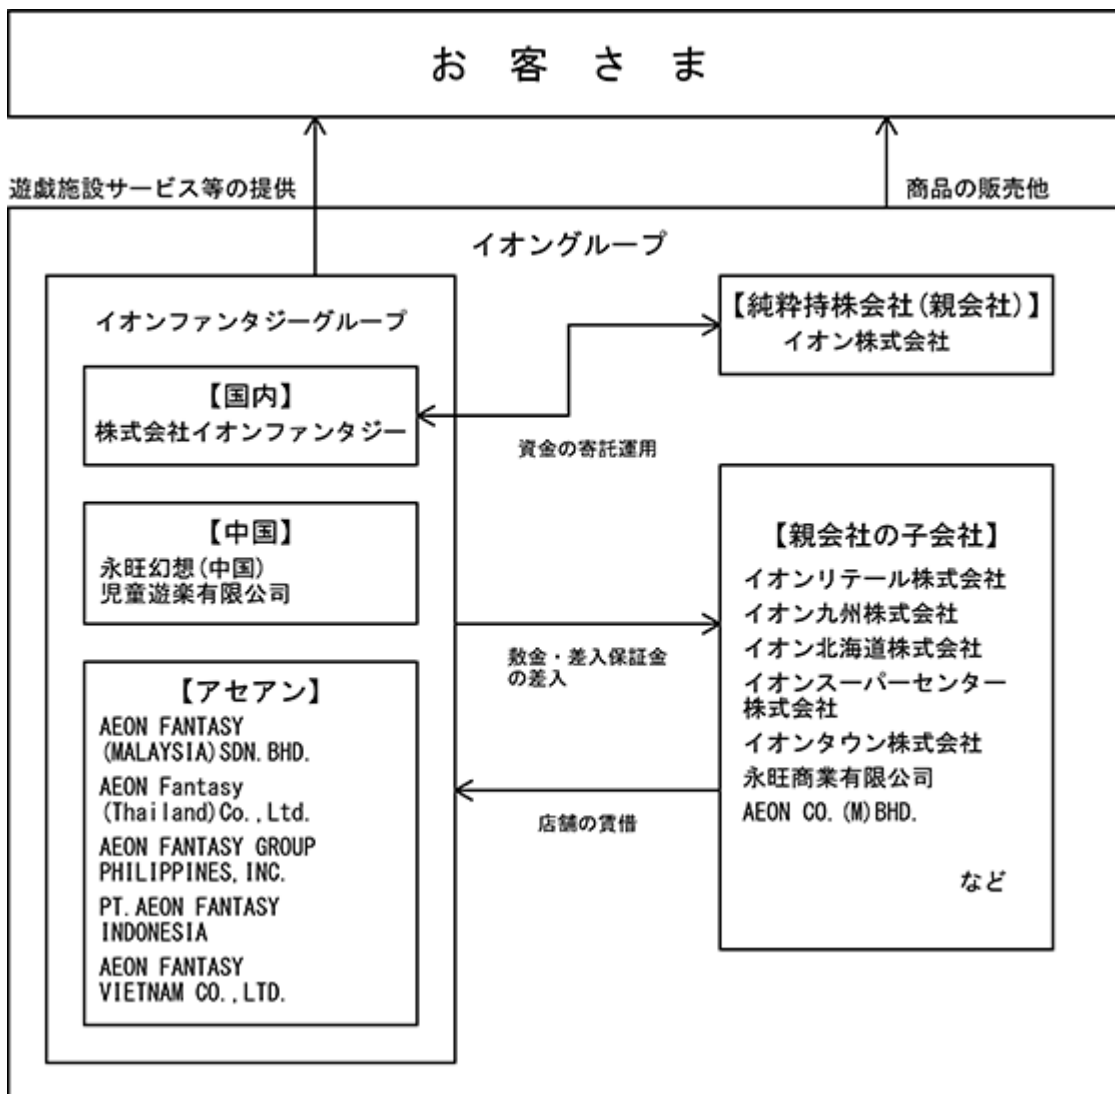 お客さま
遊戯施設サービス等の提供
商品の販売他
イオングループ
イオンファンタジーグループ
【国内】
株式会社イオンファンタジー
【中国】
永旺幻想(中国)
児童遊楽有限公司
【アセアン】
AEON FANTASY
(MALAYSIA)SDN.BHD.
AEON Fantasy
(Thailand)Co.,Ltd.
AEON FANTASY GROUP
PHILIPPINES,INC.
PT.AEON FANTASY
INDONESIA
AEON FANTASY
VIETNAM CO.,LTD.
【純粋持株会社(親会社)】
イオン株式会社
資金の寄託運用
敷金・差入保証金
の差入
店舗の賃借
【親会社の子会社】
イオンリテール株式会社
イオン九州株式会社
イオン北海道株式会社
イオンスーパーセンター
株式会社
イオンタウン株式会社
永旺商業有限公司
AEON CO.(M)BHD.
など